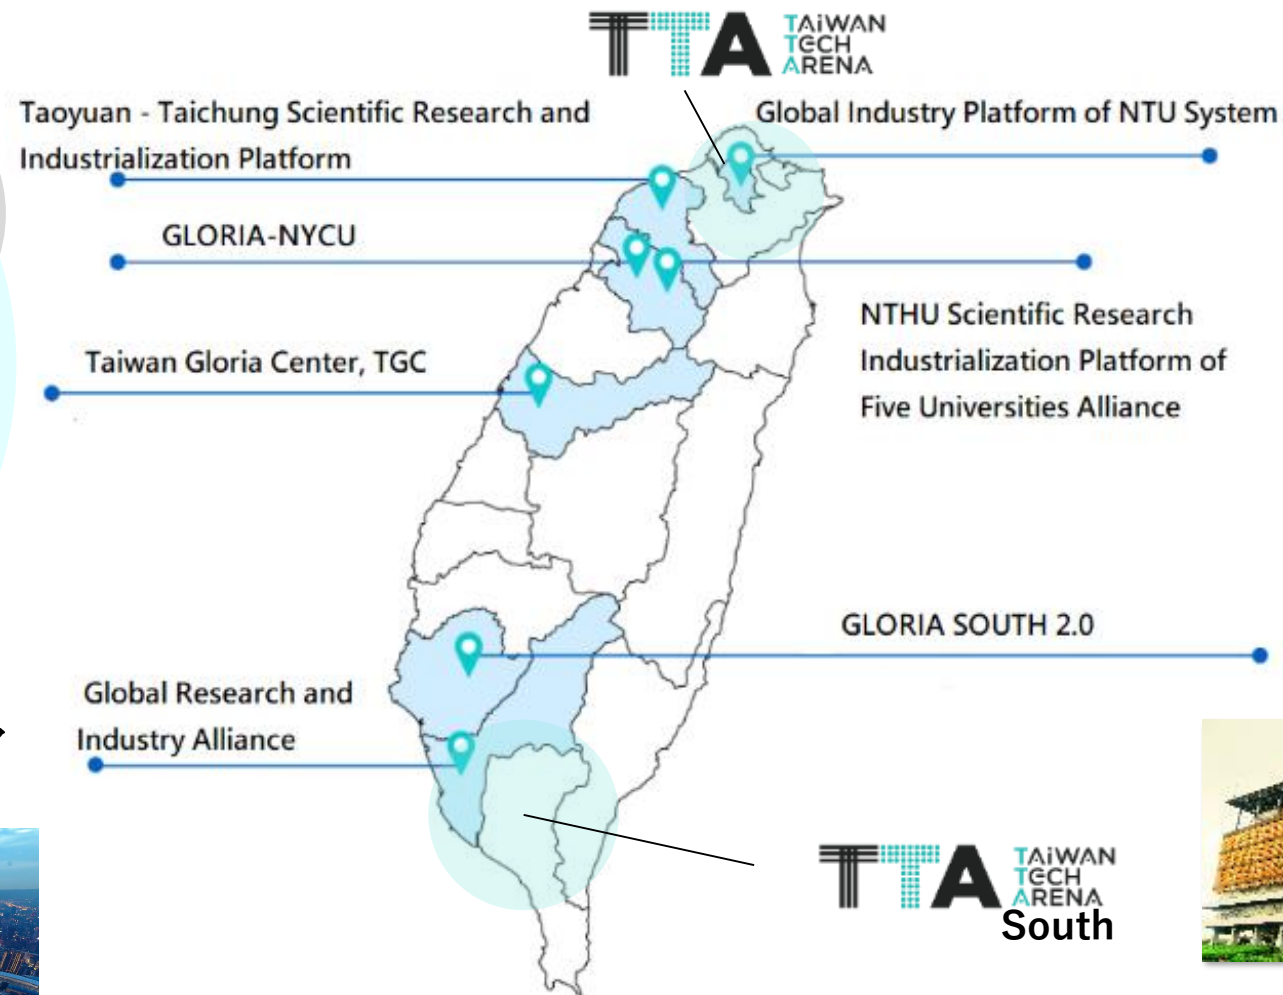 TTA TAiWAN
TECH
ARENA
Taoyuan - Taichung Scientific Research and
Industrialization Platform
Global Industry Platform of NTU System
GLORIA-NYCU
NTHU Scientific Research
Industrialization Platform of
Five Universities Alliance
Taiwan Gloria Center, TGC
GLORIA SOUTH 2.0
Global Research and
Industry Alliance
TTA TAiWAN
TECH
ARENA
South